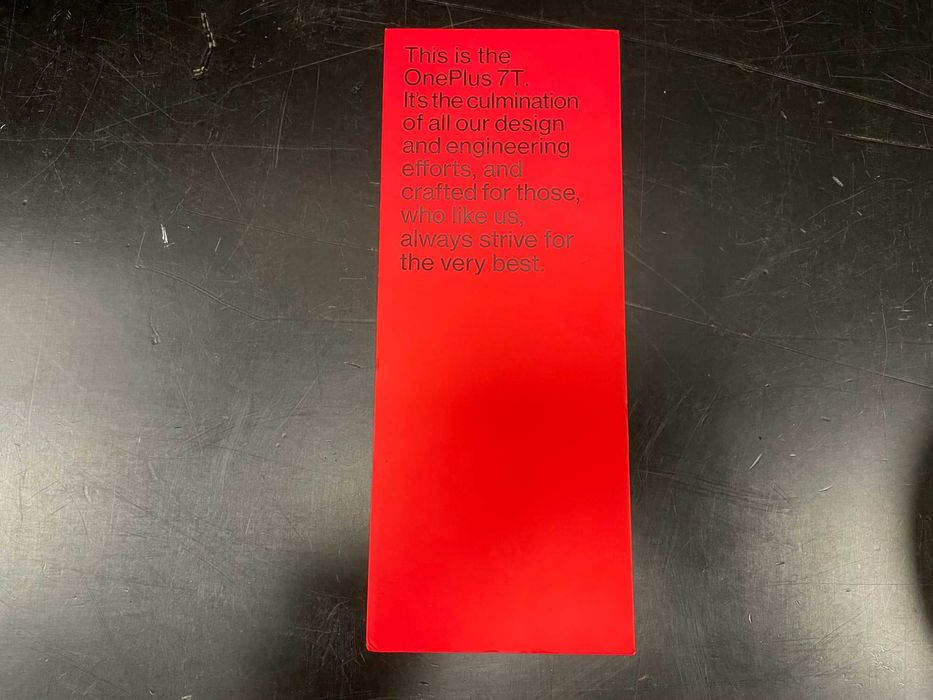 This is the
OnePlus 7T.
It's the culmination
of all our design
and engineering
efforts, and
crafted for those,
who like us,
always strive for
the very best.